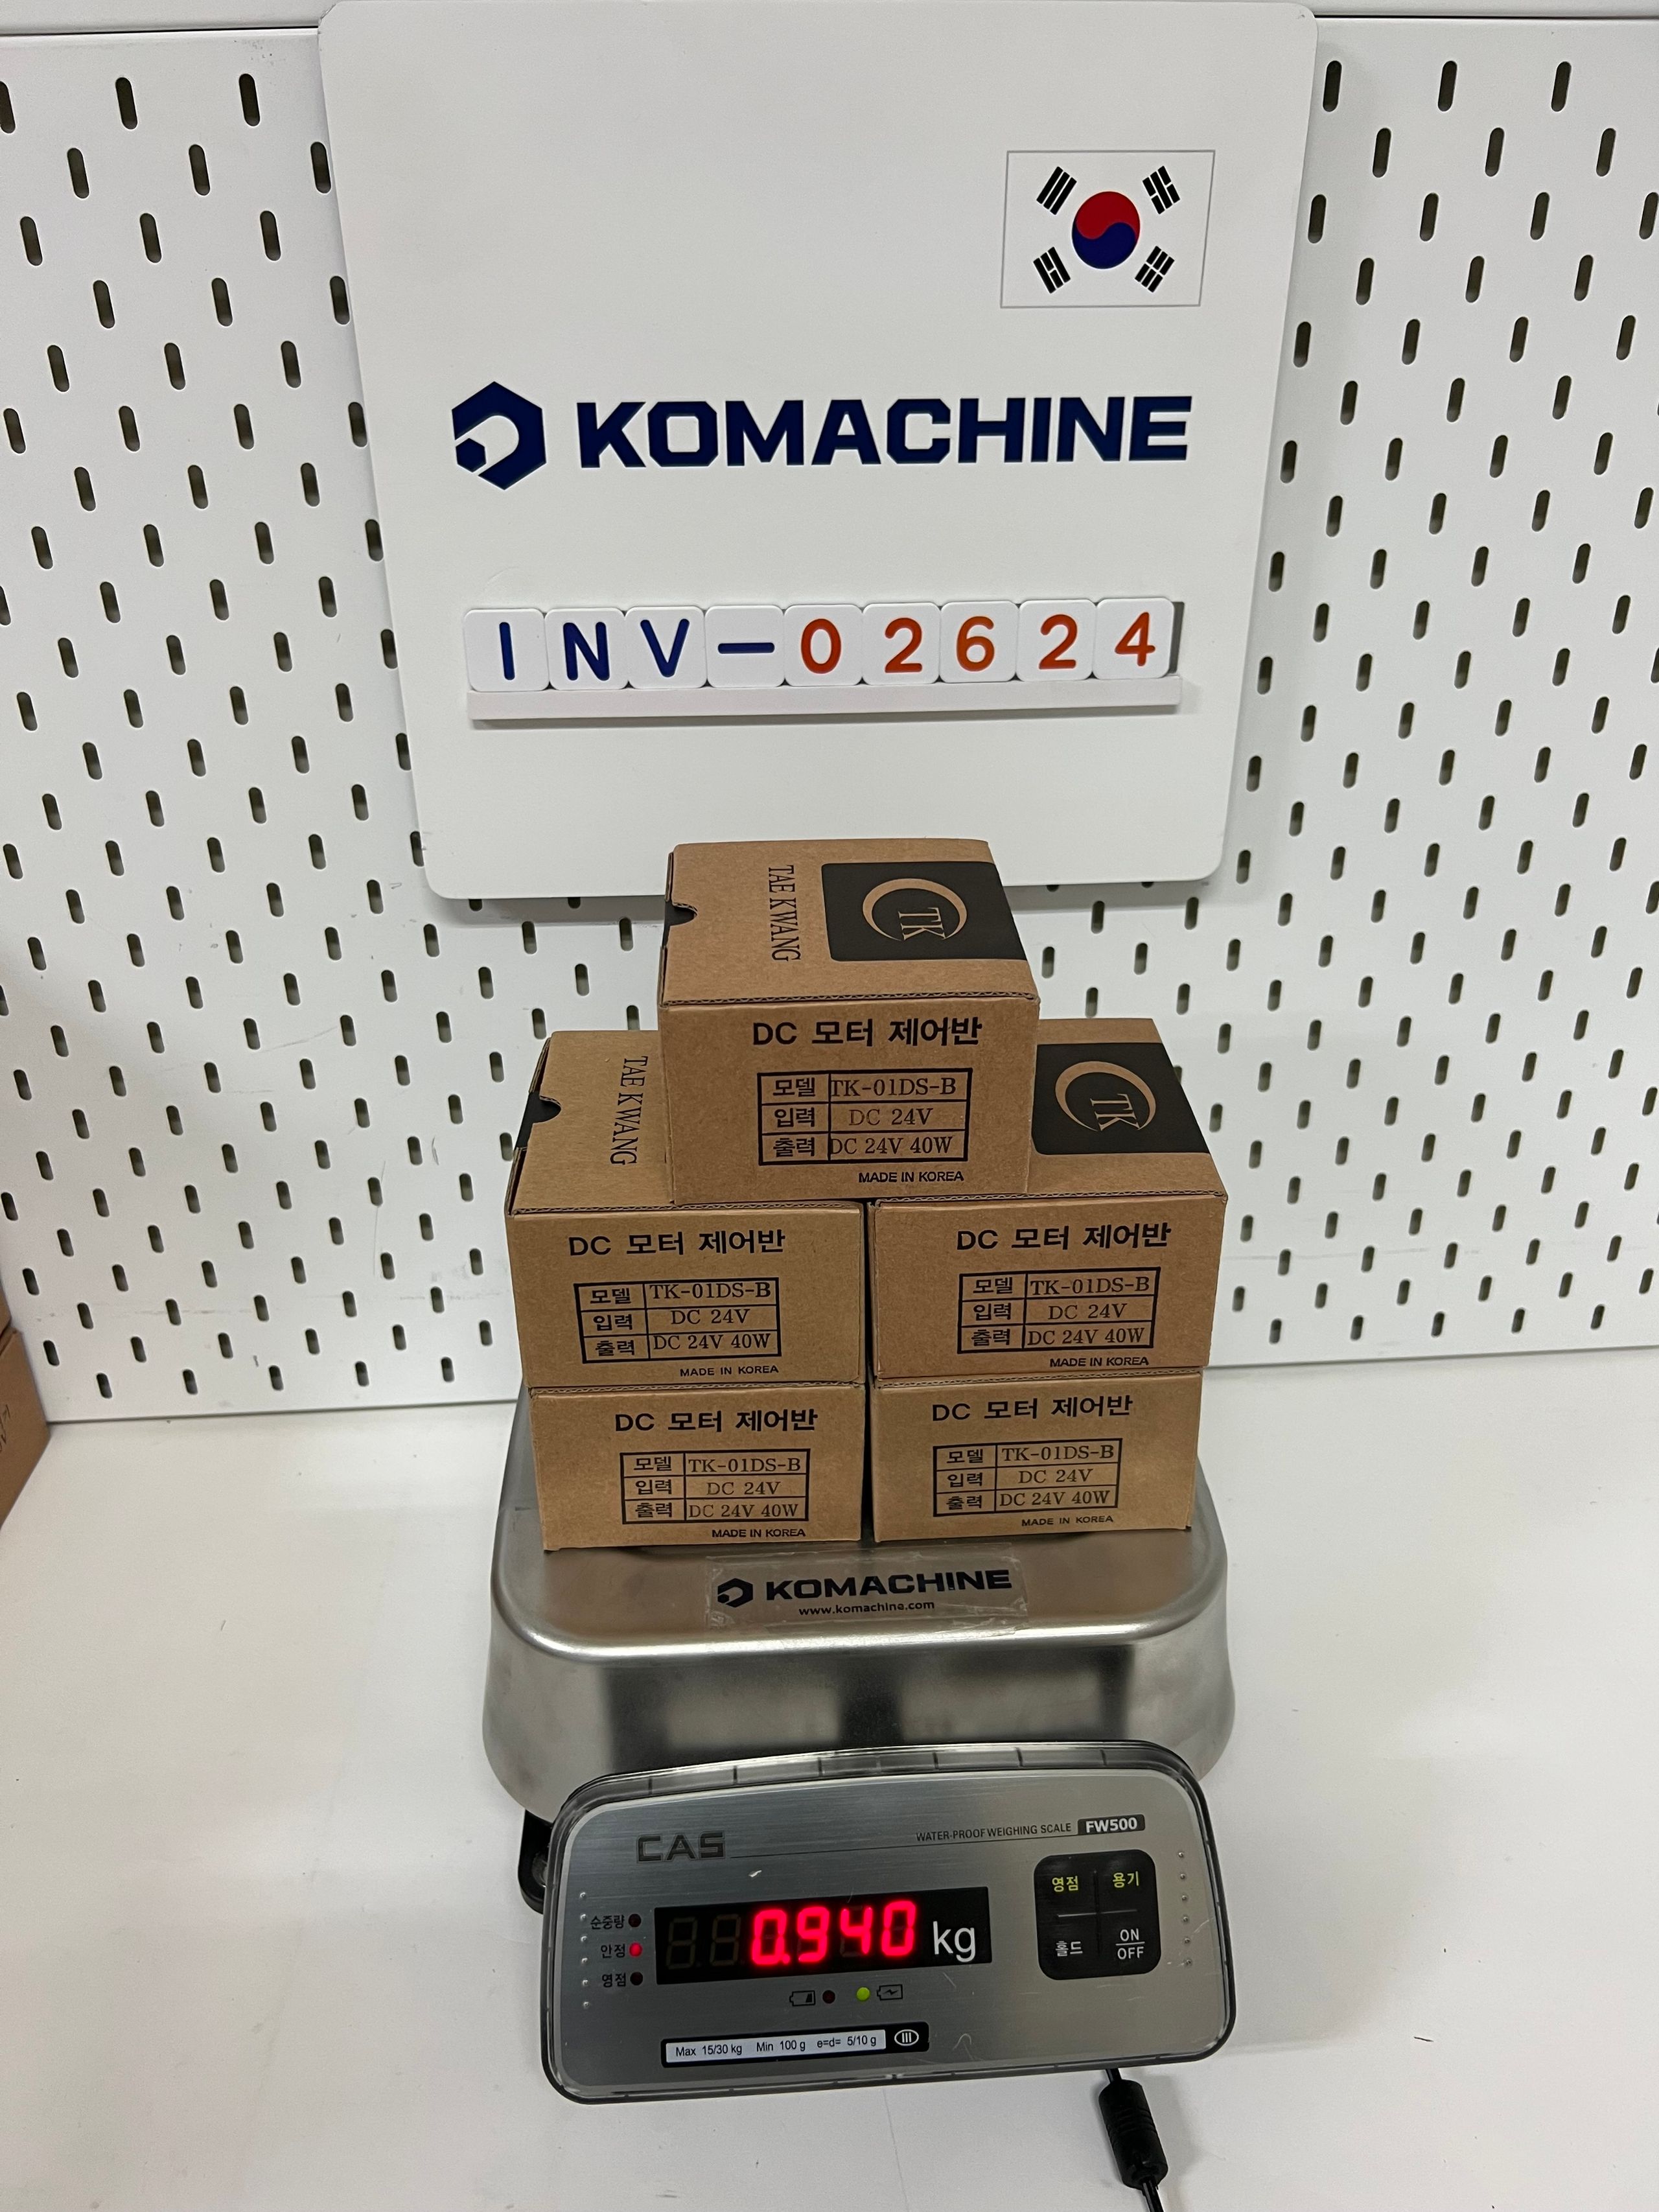 KOMACHINE
INV-02624
TAE KWANG
TK
DC 모터 제어반
모델 TK-01DS-B
입력 DC 24V
출력 DC 24V 40W
MADE IN KOREA
TAE KWANG
DC 모터 제어반
모델 TK-01DS-B
입력 DC 24V
출력 DC 24V 40W
MADE IN KOREA
TK
DC 모터 제어반
모델 TK-01DS-B
입력 DC 24V
출력 DC 24V 40W
MADE IN KOREA
DC 모터 제어반
모델 TK-01DS-B
입력 DC 24V
출력 DC 24V 40W
MADE IN KOREA
DC 모터 제어반
모델 TK-01DS-B
입력 DC 24V
출력 DC 24V 40W
MADE IN KOREA
KOMACHINE
www.komachina.com
CAS
WATER-PROOF WEIGHING SCALE FW500
영점 용기
홀드 ON/OFF
순중량
안정
영점
0.940 kg
Max 15/30 kg Min 100 g e=d= 5/10 g III